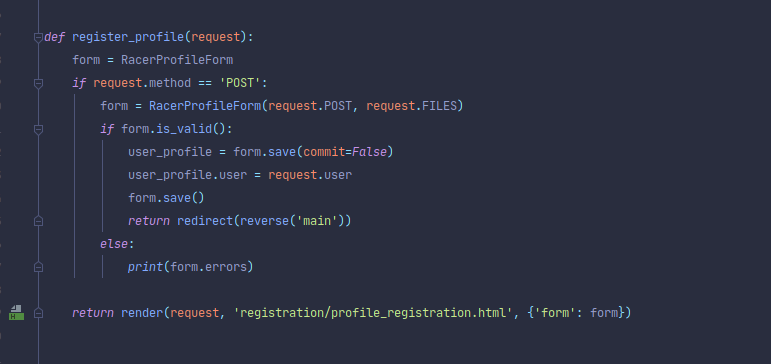 def register_profile(request):
    form = RacerProfileForm
    if request.method == 'POST':
        form = RacerProfileForm(request.POST, request.FILES)
        if form.is_valid():
            user_profile = form.save(commit=False)
            user_profile.user = request.user
            form.save()
            return redirect(reverse('main'))
        else:
            print(form.errors)
    return render(request, 'registration/profile_registration.html', {'form': form})